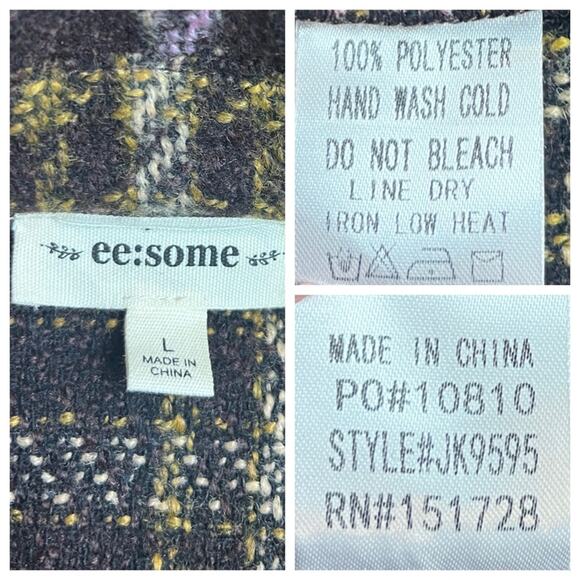 ee:some
L
MADE IN
CHINA
100% POLYESTER
HAND WASH COLD
DO NOT BLEACH
LINE DRY
IRON LOW HEAT
MADE IN CHINA
PO#10810
STYLE#JK9595
RN#151728